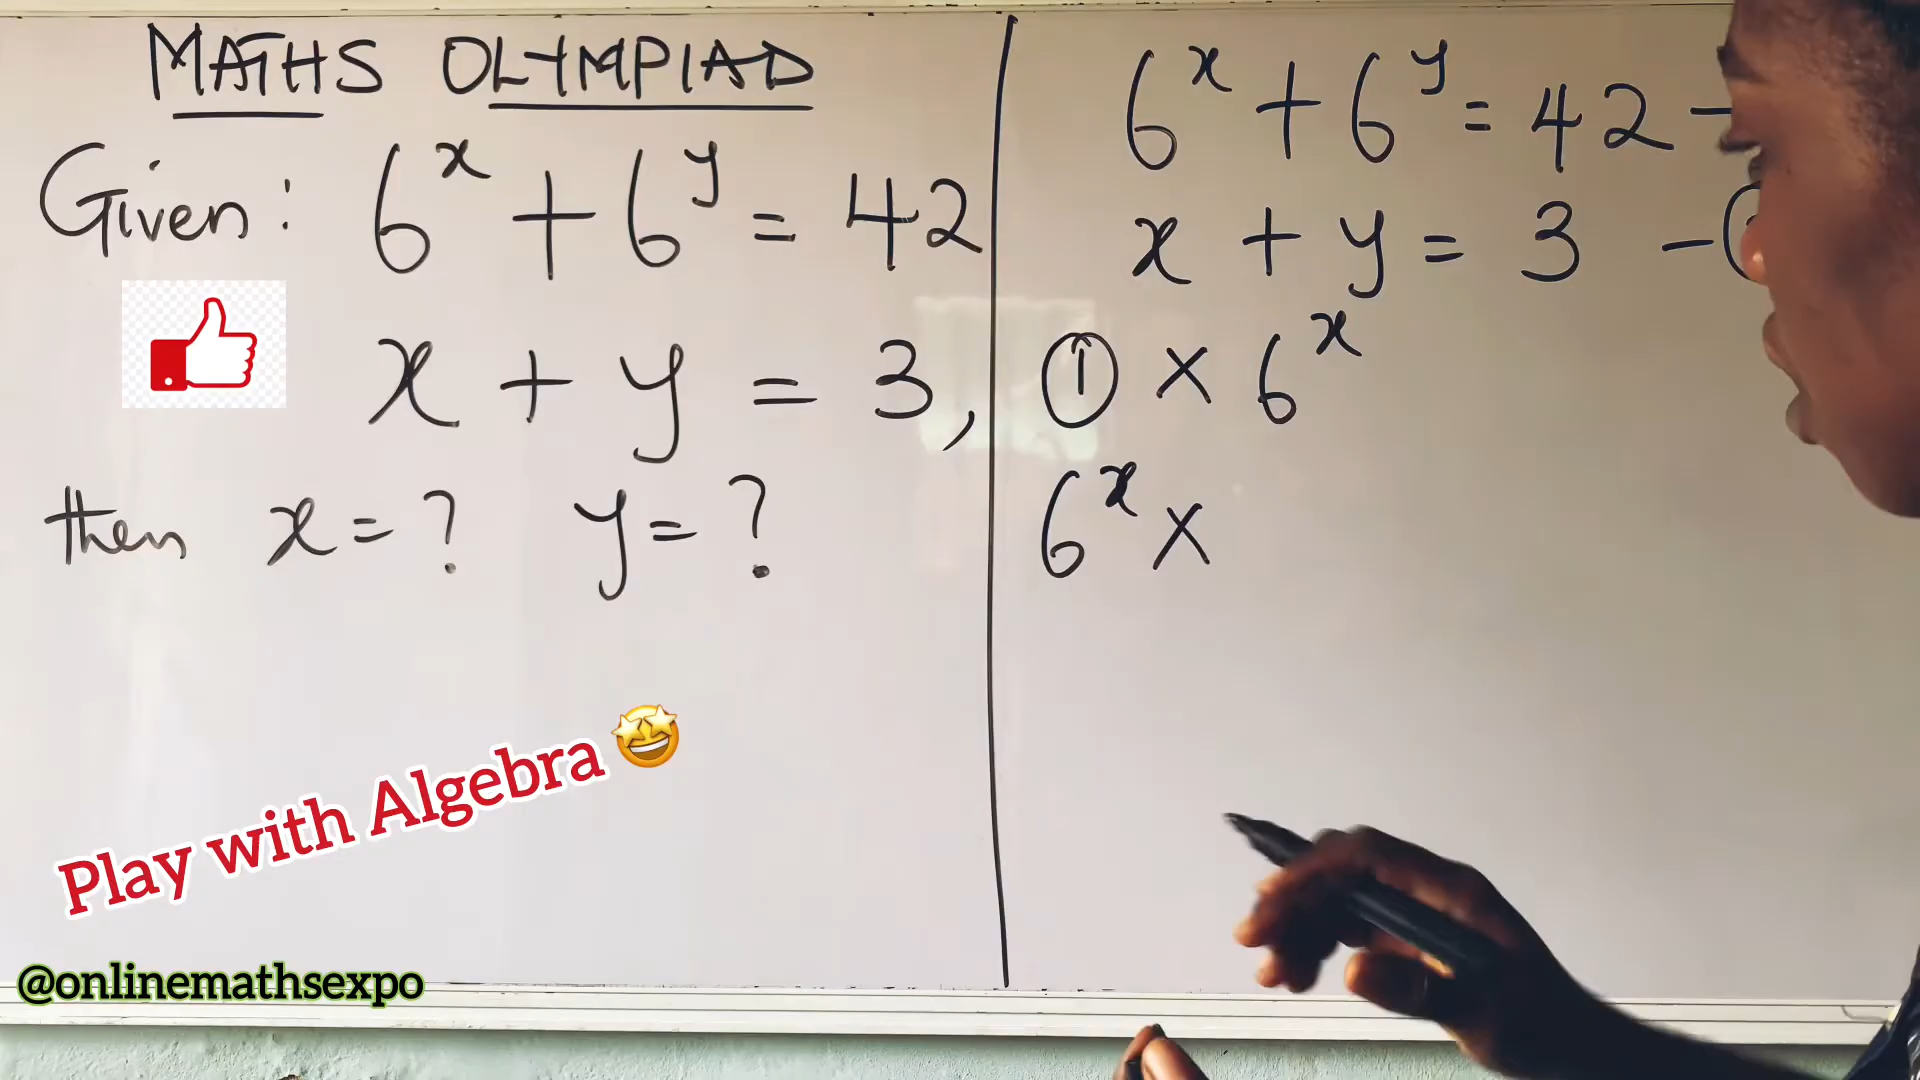 MATHS OLYMPIAD
Given: 6^x + 6^y = 42
x + y = 3,
then x = ? y = ?
Play with Algebra 🤩
@onlinemathsexpo
6^x + 6^y = 42 -
x + y = 3 -
① × 6^x
6^x ×